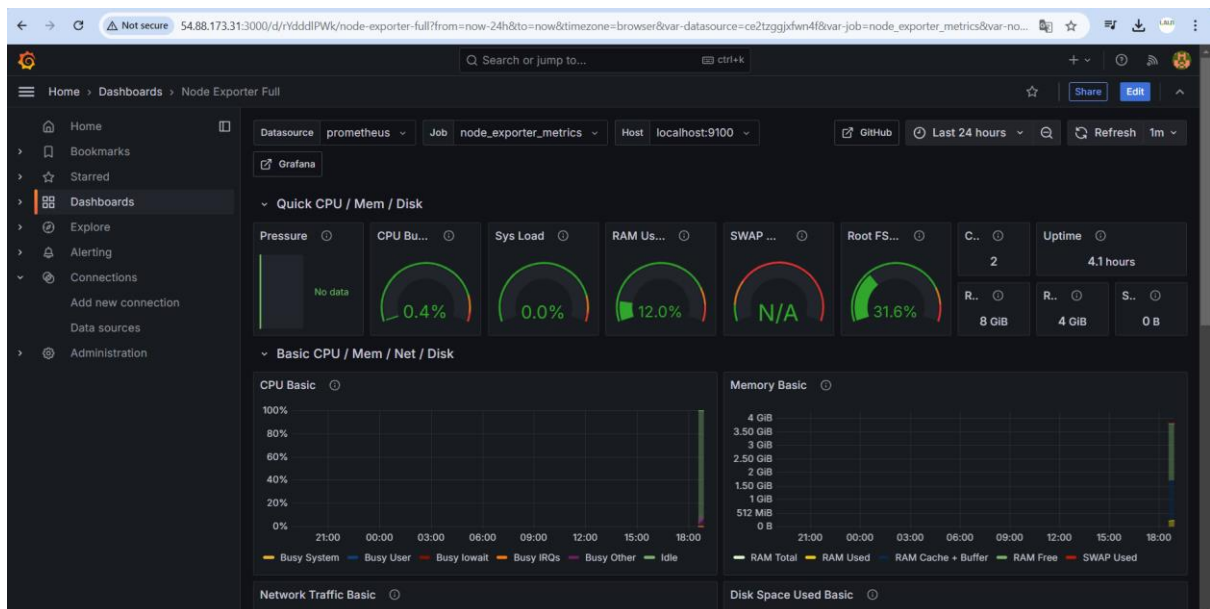 Not secure 54.88.173.31:3000/d/rYdddlPWk/node-exporter-full?from=now-24h&to=now&timezone=browser&var-datasource=ce2tzggjxfwn4f&var-job=node_exporter_metrics&var-no...
Search or jump to... ctrl+k
Home › Dashboards › Node Exporter Full
Share Edit
Home
Bookmarks
Starred
Dashboards
Explore
Alerting
Connections
Add new connection
Data sources
Administration
Datasource prometheus Job node_exporter_metrics Host localhost:9100 GitHub Last 24 hours Refresh 1m
Grafana
Quick CPU / Mem / Disk
Pressure CPU Bu... Sys Load RAM Us... SWAP ... Root FS... C.. Uptime
2 4.1 hours
No data 0.4% 0.0% 12.0% N/A 31.6%
R.. R.. S..
8 GiB 4 GiB 0 B
Basic CPU / Mem / Net / Disk
CPU Basic
100%
80%
60%
40%
20%
0%
21:00 00:00 03:00 06:00 09:00 12:00 15:00 18:00
Busy System Busy User Busy Iowait Busy IRQs Busy Other Idle
Memory Basic
4 GiB
3.50 GiB
3 GiB
2.50 GiB
2 GiB
1.50 GiB
1 GiB
512 MiB
0 B
21:00 00:00 03:00 06:00 09:00 12:00 15:00 18:00
RAM Total RAM Used RAM Cache + Buffer RAM Free SWAP Used
Network Traffic Basic
Disk Space Used Basic